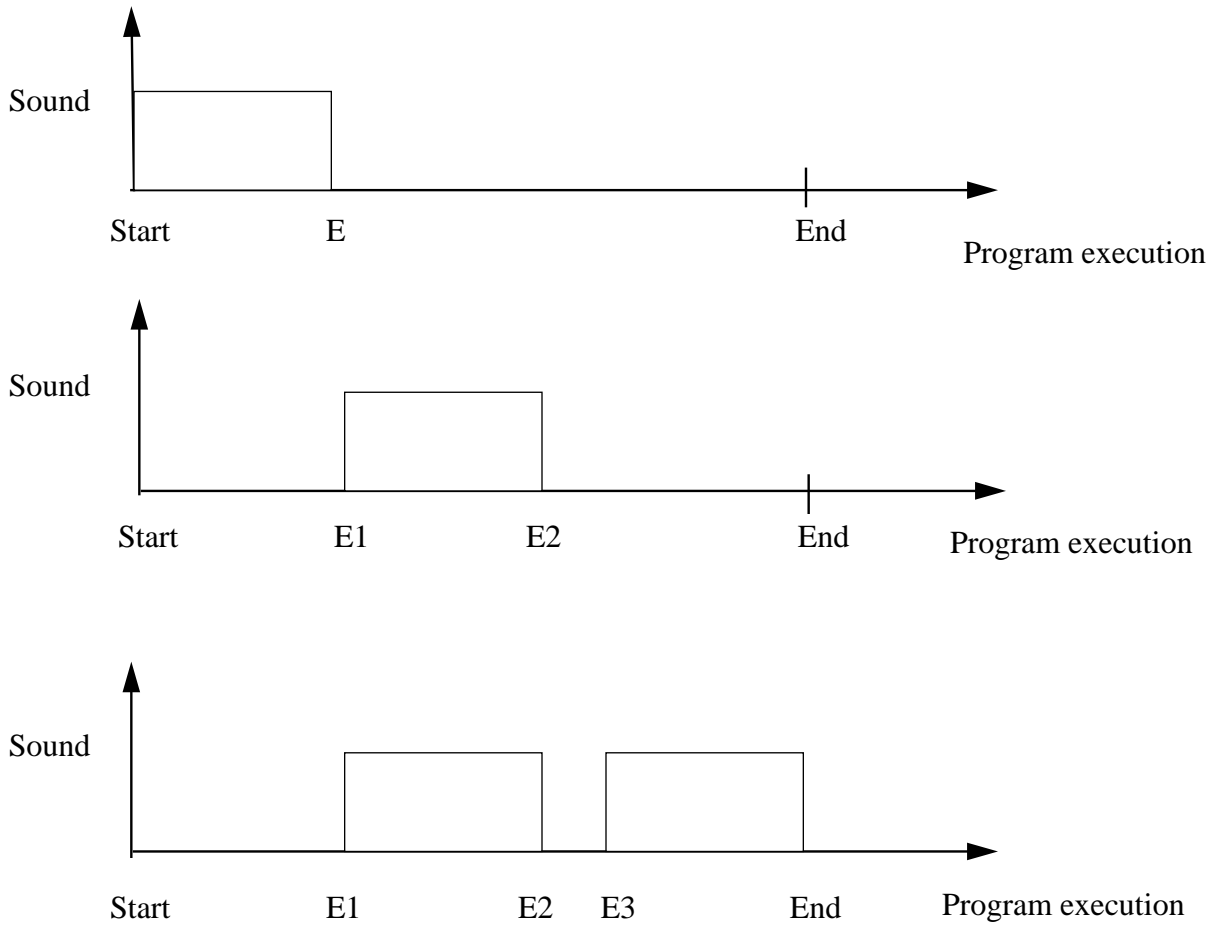 Sound
Start E End
Program execution
Sound
Start E1 E2 End
Program execution
Sound
Start E1 E2 E3 End Program execution